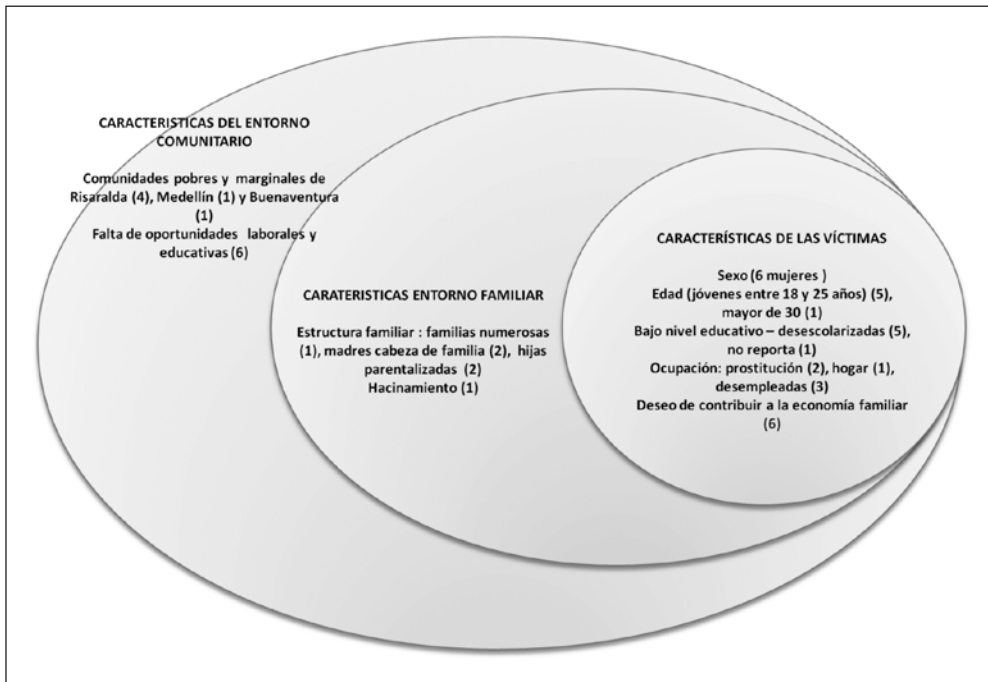 CARACTERISTICAS DEL ENTORNO
COMUNITARIO
Comunidades pobres y marginales de
Risaralda (4), Medellín (1) y Buenaventura
(1)
Falta de oportunidades laborales y
educativas (6)
CARATERISTICAS ENTORNO FAMILIAR
Estructura familiar : familias numerosas
(1), madres cabeza de familia (2), hijas
parentalizadas (2)
Hacinamiento (1)
CARACTERÍSTICAS DE LAS VÍCTIMAS
Sexo (6 mujeres )
Edad (jóvenes entre 18 y 25 años) (5),
mayor de 30 (1)
Bajo nivel educativo – desescolarizadas (5),
no reporta (1)
Ocupación: prostitución (2), hogar (1),
desempleadas (3)
Deseo de contribuir a la economía familiar
(6)